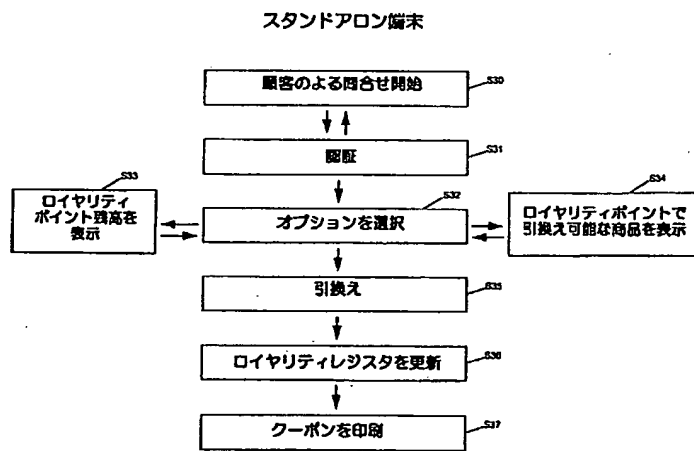 スタンドアロン端末
顧客のよる問合せ開始
S30
認証
S31
オプションを選択
S32
S33
ロイヤリティ
ポイント残高を
表示
S34
ロイヤリティポイントで
引換え可能な商品を表示
引換え
S35
ロイヤリティレジスタを更新
S36
クーポンを印刷
S37